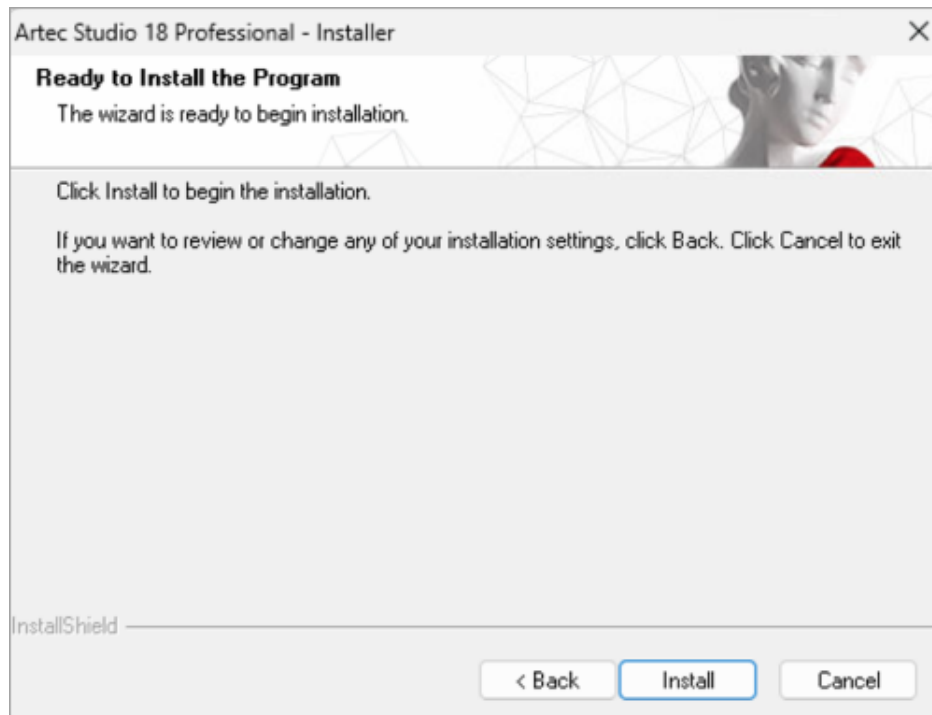 Artec Studio 18 Professional - Installer
Ready to Install the Program
The wizard is ready to begin installation.
Click Install to begin the installation.
If you want to review or change any of your installation settings, click Back. Click Cancel to exit
the wizard.
InstallShield
< Back
Install
Cancel